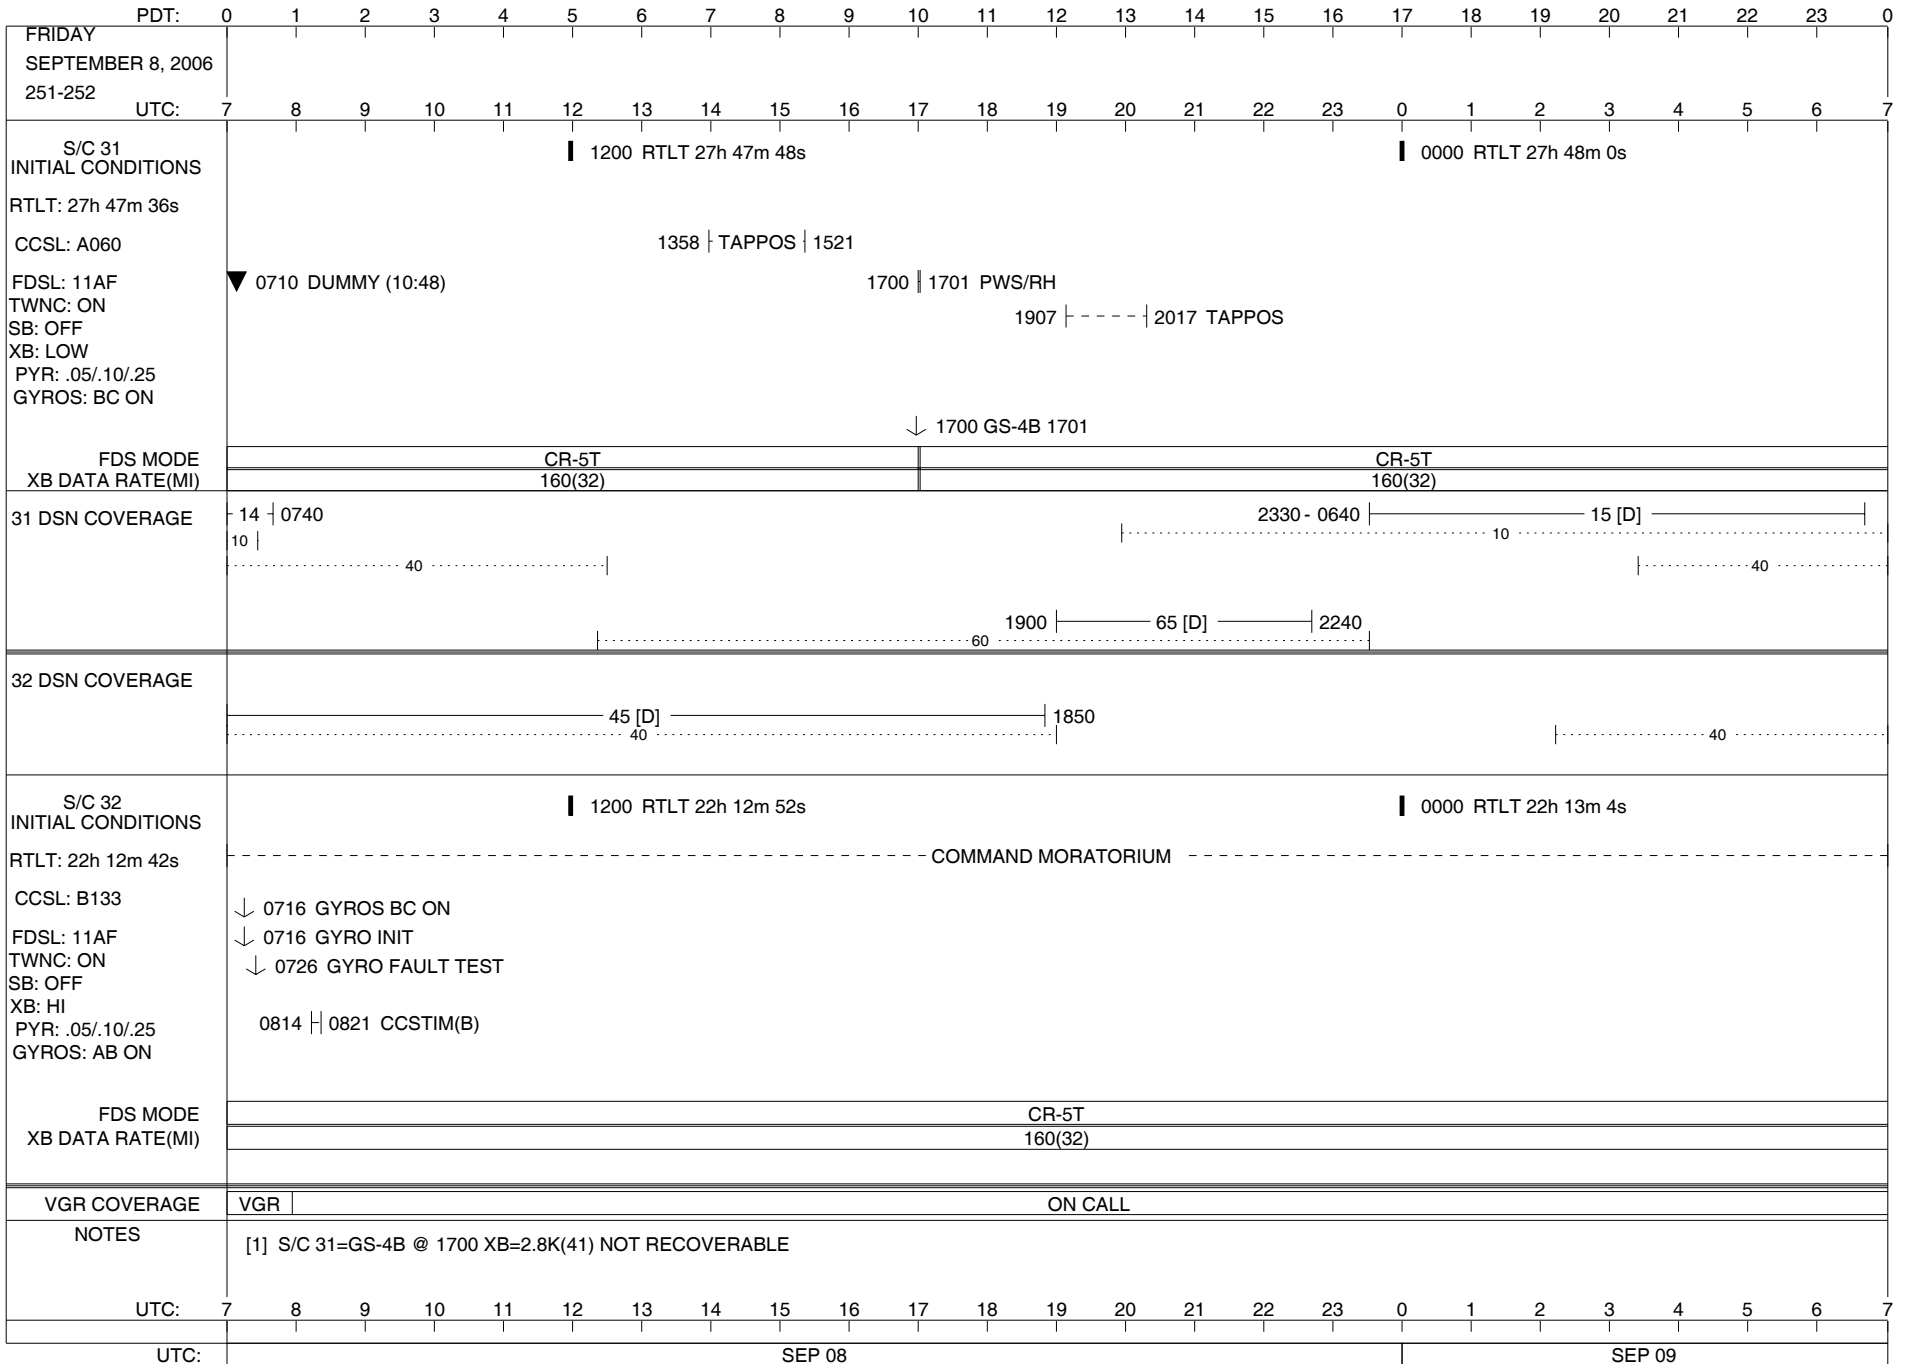 PDT: 0 1 2 3 4 5 6 7 8 9 10 11 12 13 14 15 16 17 18 19 20 21 22 23 0
FRIDAY
SEPTEMBER 8, 2006
251-252
UTC: 7 8 9 10 11 12 13 14 15 16 17 18 19 20 21 22 23 0 1 2 3 4 5 6 7
S/C 31
INITIAL CONDITIONS
1200 RTLT 27h 47m 48s
0000 RTLT 27h 48m 0s
RTLT: 27h 47m 36s
CCSL: A060
1358 TAPPOS 1521
FDSL: 11AF
0710 DUMMY (10:48)
1700 1701 PWS/RH
TWNC: ON
1907 2017 TAPPOS
SB: OFF
XB: LOW
PYR: .05/.10/.25
GYROS: BC ON
1700 GS-4B 1701
FDS MODE CR-5T CR-5T
XB DATA RATE(MI) 160(32) 160(32)
31 DSN COVERAGE
14 0740
2330 - 0640 15 [D]
10 10
40 40
1900 65 [D] 2240
60
32 DSN COVERAGE
45 [D] 1850
40 40
S/C 32
INITIAL CONDITIONS
1200 RTLT 22h 12m 52s
0000 RTLT 22h 13m 4s
RTLT: 22h 12m 42s
COMMAND MORATORIUM
CCSL: B133
0716 GYROS BC ON
FDSL: 11AF
0716 GYRO INIT
TWNC: ON
0726 GYRO FAULT TEST
SB: OFF
XB: HI
0814 0821 CCSTIM(B)
PYR: .05/.10/.25
GYROS: AB ON
FDS MODE CR-5T
XB DATA RATE(MI) 160(32)
VGR COVERAGE VGR ON CALL
NOTES
[1] S/C 31=GS-4B @ 1700 XB=2.8K(41) NOT RECOVERABLE
UTC: 7 8 9 10 11 12 13 14 15 16 17 18 19 20 21 22 23 0 1 2 3 4 5 6 7
UTC: SEP 08 SEP 09